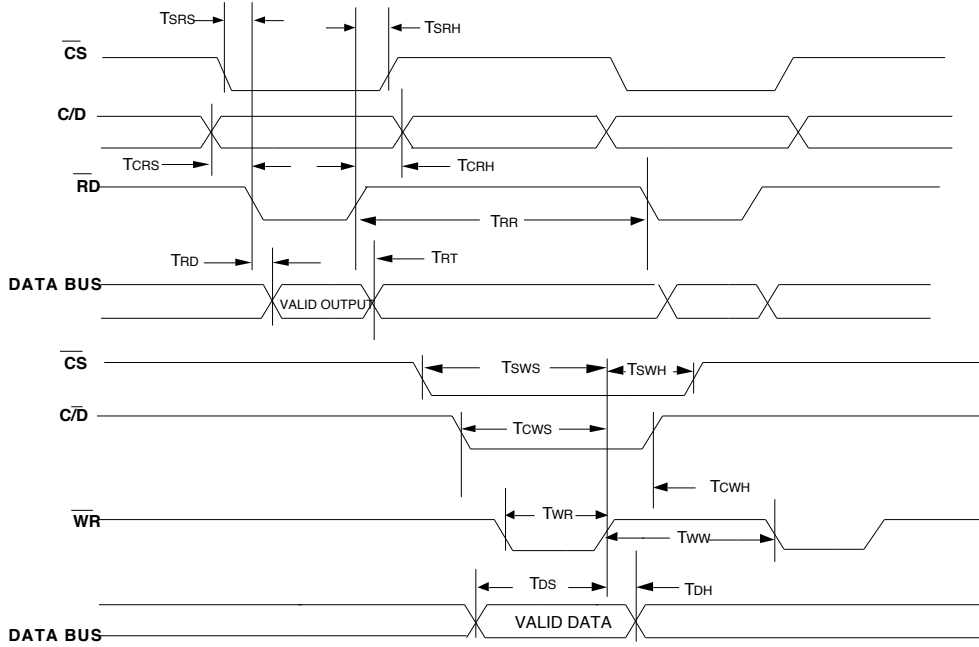 TSRS
TSRH
CS
C/D
TCRS
TCRH
RD
TRR
TRD
TRT
DATA BUS
VALID OUTPUT
CS
TSWS
TSWH
C/D
TCWS
TCWH
WR
TWR
TWW
TDS
TDH
VALID DATA
DATA BUS